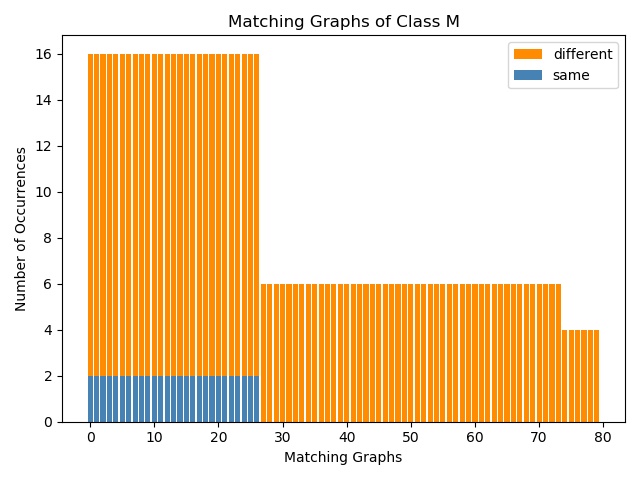 Matching Graphs of Class M
different
same
Number of Occurrences
16
14
12
10
8
6
4
2
0
0 10 20 30 40 50 60 70 80
Matching Graphs